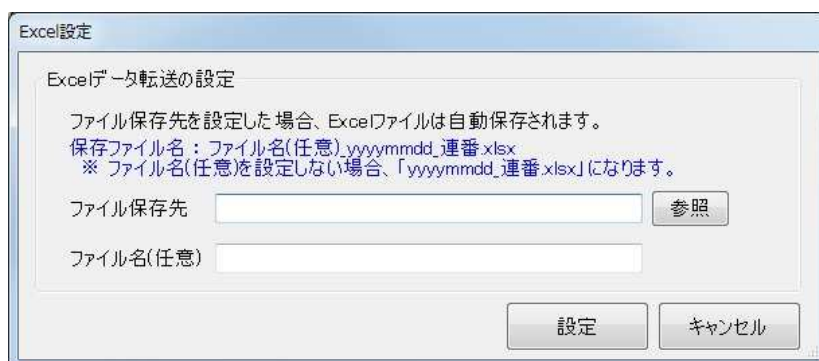 Excel設定
Excelデータ転送の設定
ファイル保存先を設定した場合、Excelファイルは自動保存されます。
保存ファイル名 : ファイル名(任意)_yyyymmdd_連番.xlsx
※ ファイル名(任意)を設定しない場合、「yyyymmdd_連番.xlsx」になります。
ファイル保存先 参照
ファイル名(任意)
設定 キャンセル